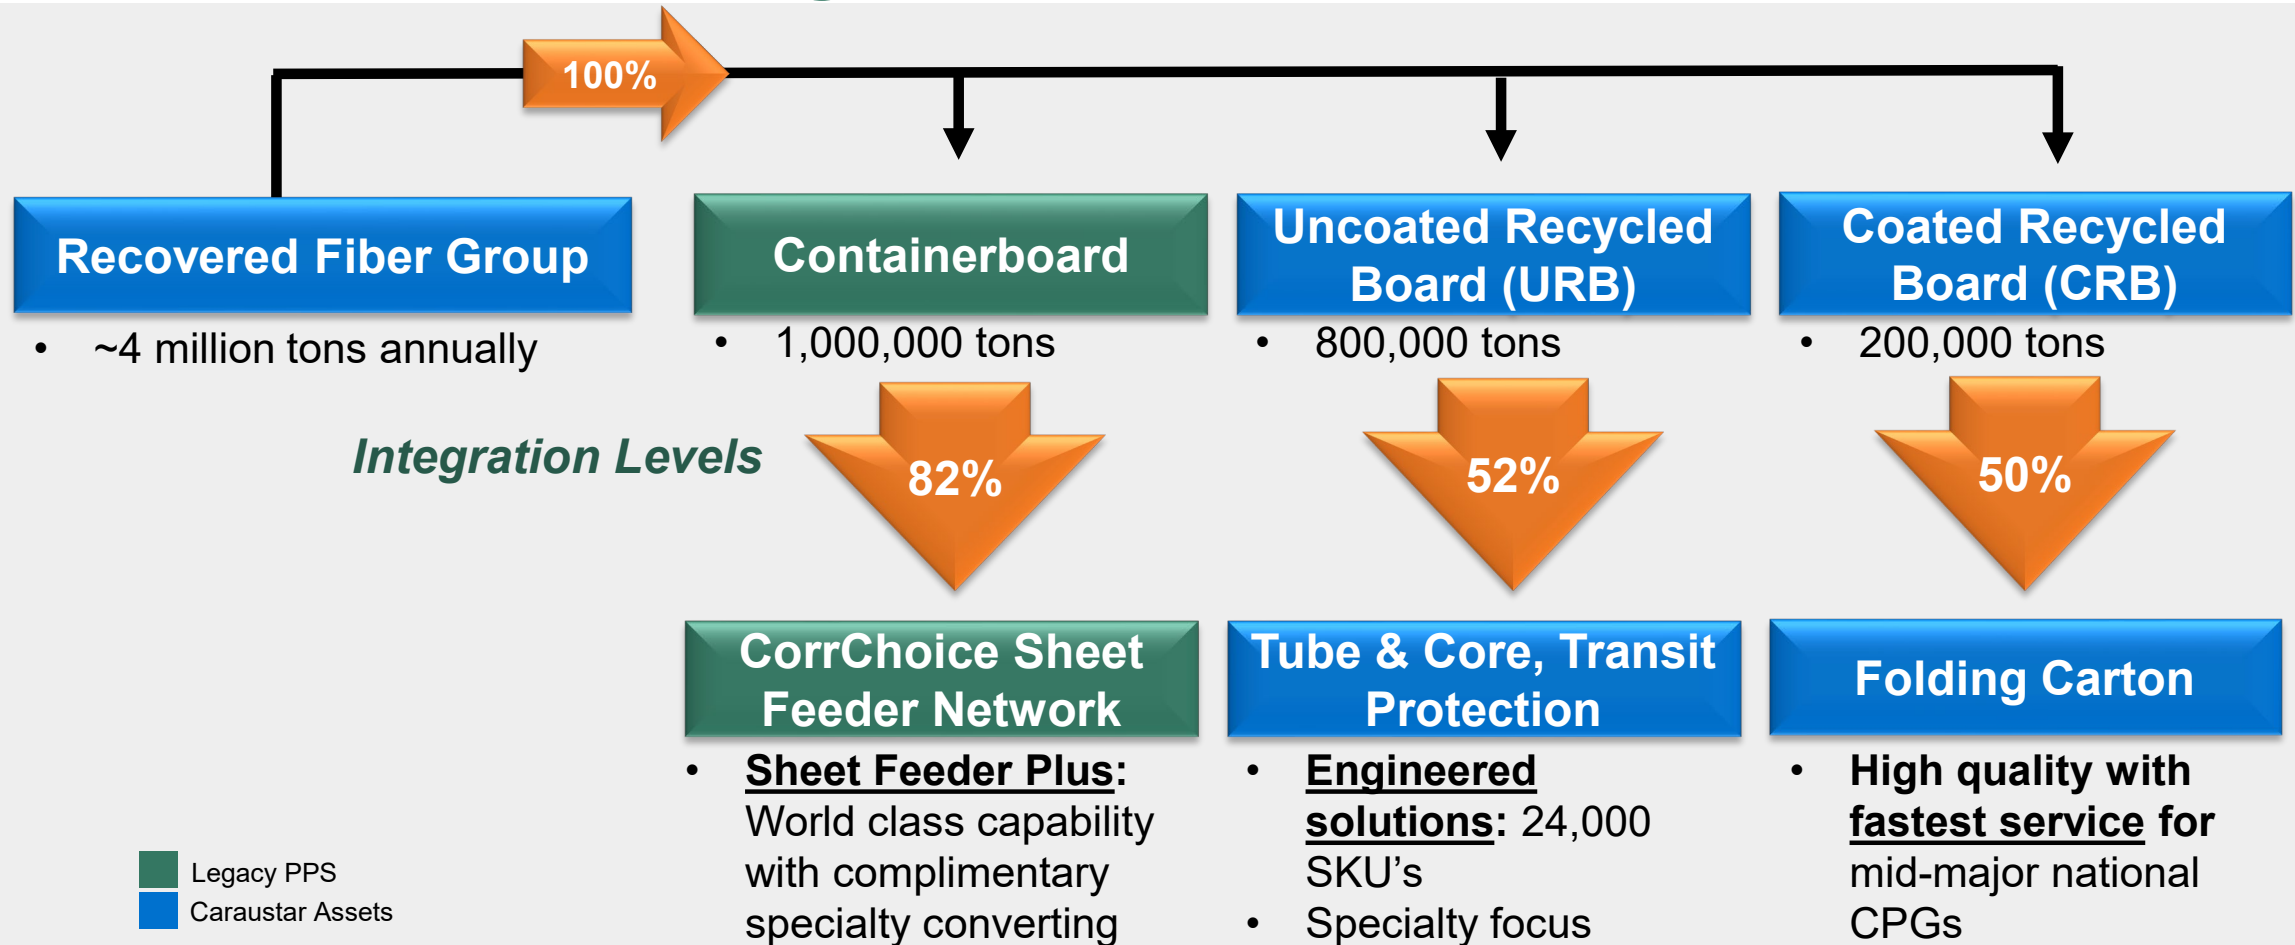 100%
Recovered Fiber Group
• ~4 million tons annually
Containerboard
• 1,000,000 tons
Uncoated Recycled
Board (URB)
• 800,000 tons
Coated Recycled
Board (CRB)
• 200,000 tons
Integration Levels
82%
52%
50%
CorrChoice Sheet
Feeder Network
• Sheet Feeder Plus:
World class capability
with complimentary
specialty converting
Tube & Core, Transit
Protection
• Engineered
solutions: 24,000
SKU’s
• Specialty focus
Folding Carton
• High quality with
fastest service for
mid-major national
CPGs
Legacy PPS
Caraustar Assets